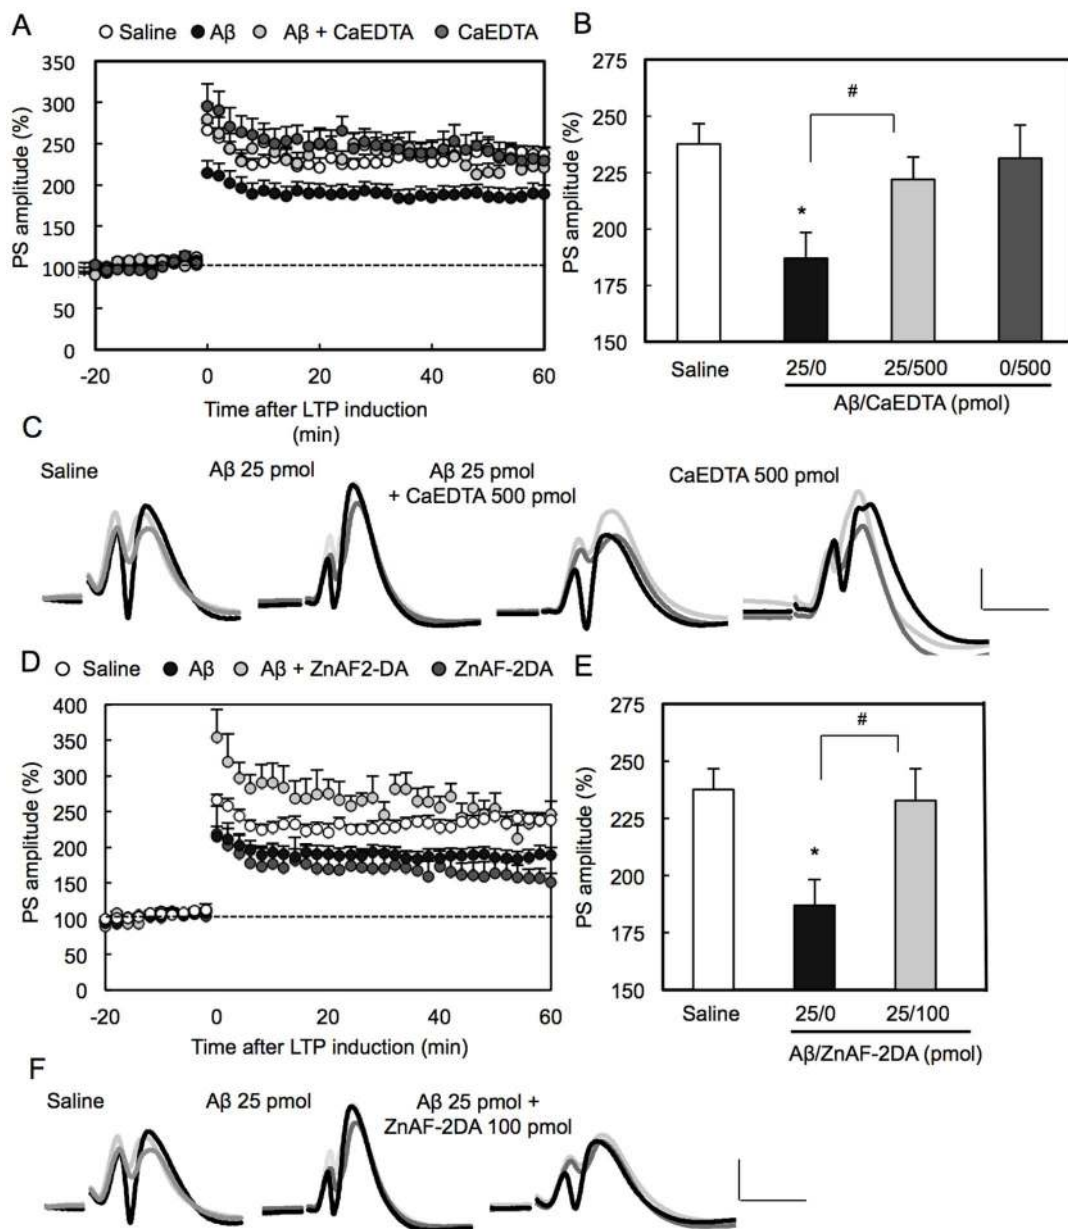 A
Saline Aβ Aβ + CaEDTA CaEDTA
350
300
250
200
150
100
50
0
PS amplitude (%)
-20 0 20 40 60
Time after LTP induction
(min)
B
275
250
225
200
175
150
PS amplitude (%)
#
*
Saline 25/0 25/500 0/500
Aβ/CaEDTA (pmol)
C
Saline
Aβ 25 pmol
Aβ 25 pmol
+ CaEDTA 500 pmol
CaEDTA 500 pmol
D
Saline Aβ Aβ + ZnAF2-DA ZnAF-2DA
400
350
300
250
200
150
100
50
0
PS amplitude (%)
-20 0 20 40 60
Time after LTP induction (min)
E
275
250
225
200
175
150
PS amplitude (%)
#
*
Saline 25/0 25/100
Aβ/ZnAF-2DA (pmol)
F
Saline
Aβ 25 pmol
Aβ 25 pmol +
ZnAF-2DA 100 pmol